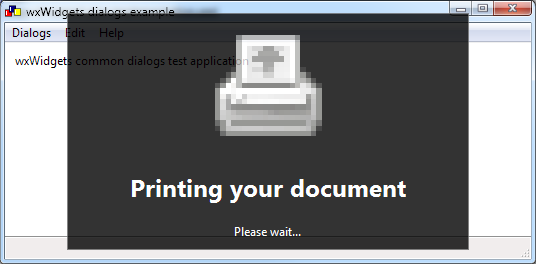 wxWidgets dialogs example
Dialogs Edit Help
wxWidgets common dialogs test application
Printing your document
Please wait...